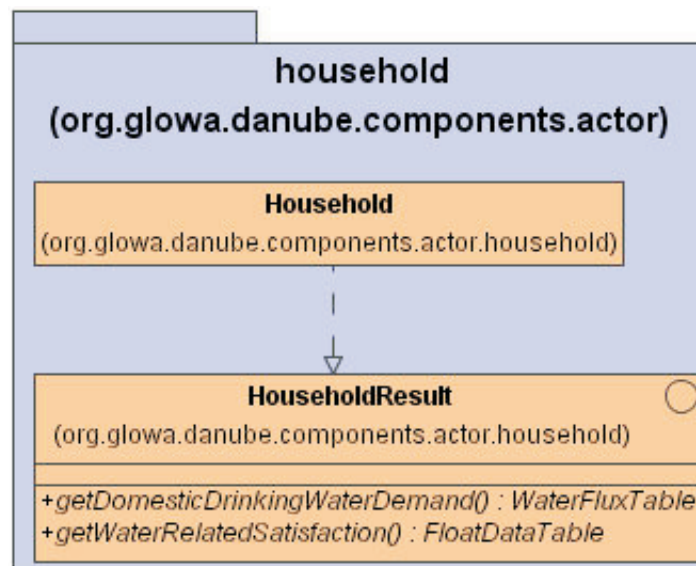 household
(org.glowa.danube.components.actor)
Household
(org.glowa.danube.components.actor.household)
HouseholdResult
(org.glowa.danube.components.actor.household)
+getDomesticDrinkingWaterDemand() : WaterFluxTable
+getWaterRelatedSatisfaction() : FloatDataTable